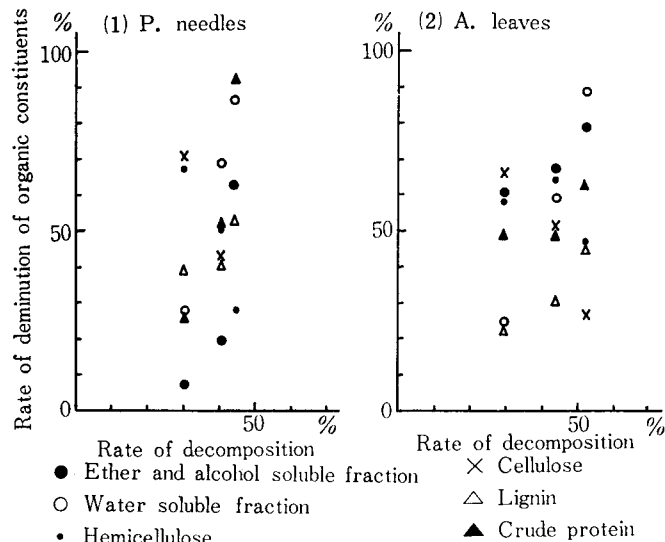 % (1) P. needles
100
50
0
50 %
Rate of deminution of organic constituents
Rate of decomposition
% (2) A. leaves
100
50
0
50 %
Rate of decomposition
● Ether and alcohol soluble fraction
○ Water soluble fraction
• Hemicellulose
× Cellulose
△ Lignin
▲ Crude protein